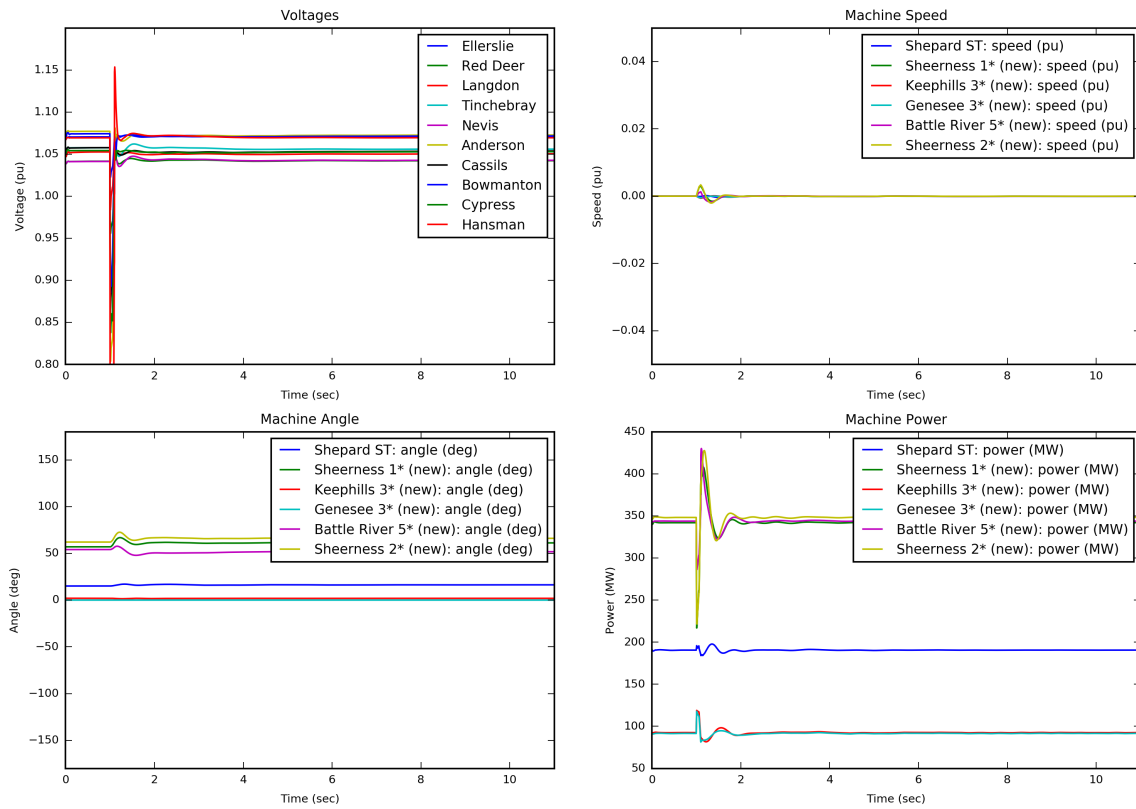 Voltages
Voltage (pu)
1.15
1.10
1.05
1.00
0.95
0.90
0.85
0.80
0 2 4 6 8 10
Time (sec)
Ellerslie
Red Deer
Langdon
Tinchebray
Nevis
Anderson
Cassils
Bowmanton
Cypress
Hansman
Machine Speed
Speed (pu)
0.04
0.02
0.00
−0.02
−0.04
0 2 4 6 8 10
Time (sec)
Shepard ST: speed (pu)
Sheerness 1* (new): speed (pu)
Keephills 3* (new): speed (pu)
Genesee 3* (new): speed (pu)
Battle River 5* (new): speed (pu)
Sheerness 2* (new): speed (pu)
Machine Angle
Angle (deg)
150
100
50
0
−50
−100
−150
0 2 4 6 8 10
Time (sec)
Shepard ST: angle (deg)
Sheerness 1* (new): angle (deg)
Keephills 3* (new): angle (deg)
Genesee 3* (new): angle (deg)
Battle River 5* (new): angle (deg)
Sheerness 2* (new): angle (deg)
Machine Power
Power (MW)
450
400
350
300
250
200
150
100
50
0 2 4 6 8 10
Time (sec)
Shepard ST: power (MW)
Sheerness 1* (new): power (MW)
Keephills 3* (new): power (MW)
Genesee 3* (new): power (MW)
Battle River 5* (new): power (MW)
Sheerness 2* (new): power (MW)